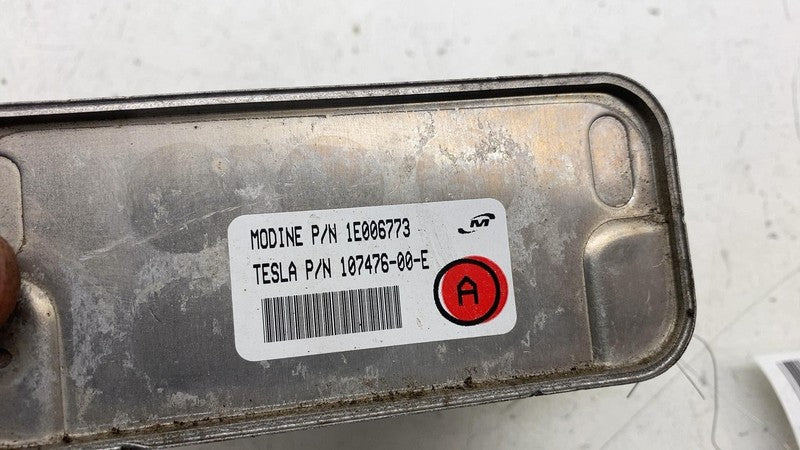 MODINE P/N 1E006773
M
TESLA P/N 107476-00-E
A